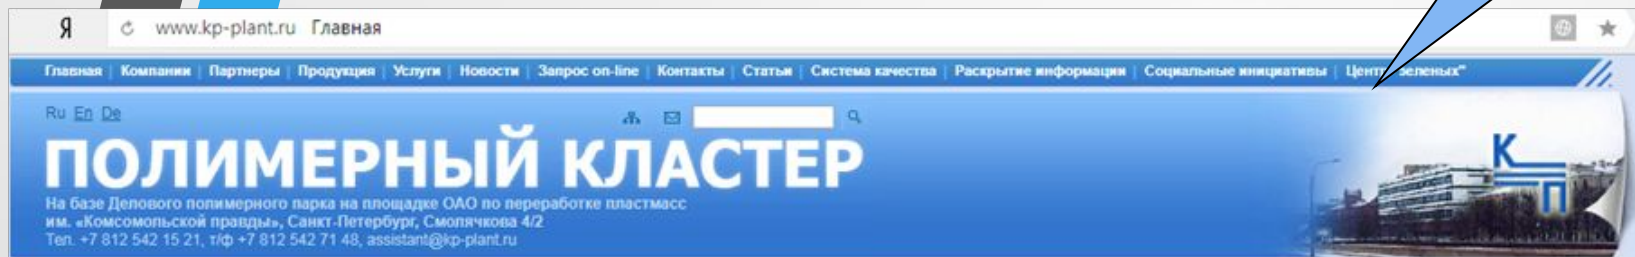 Я www.kp-plant.ru Главная
Главная Компании Партнеры Продукция Услуги Новости Запрос on-line Контакты Статьи Система качества Раскрытие информации Социальные инициативы
Ru En De
ПОЛИМЕРНЫЙ КЛАСТЕР
На базе Делового полимерного парка на площадке ОАО по переработке пластмасс
им. «Комсомольской правды», Санкт-Петербург, Смолячкова 4/2
Тел. +7 812 542 15 21, т/ф +7 812 542 71 48, assistant@kp-plant.ru
К
П